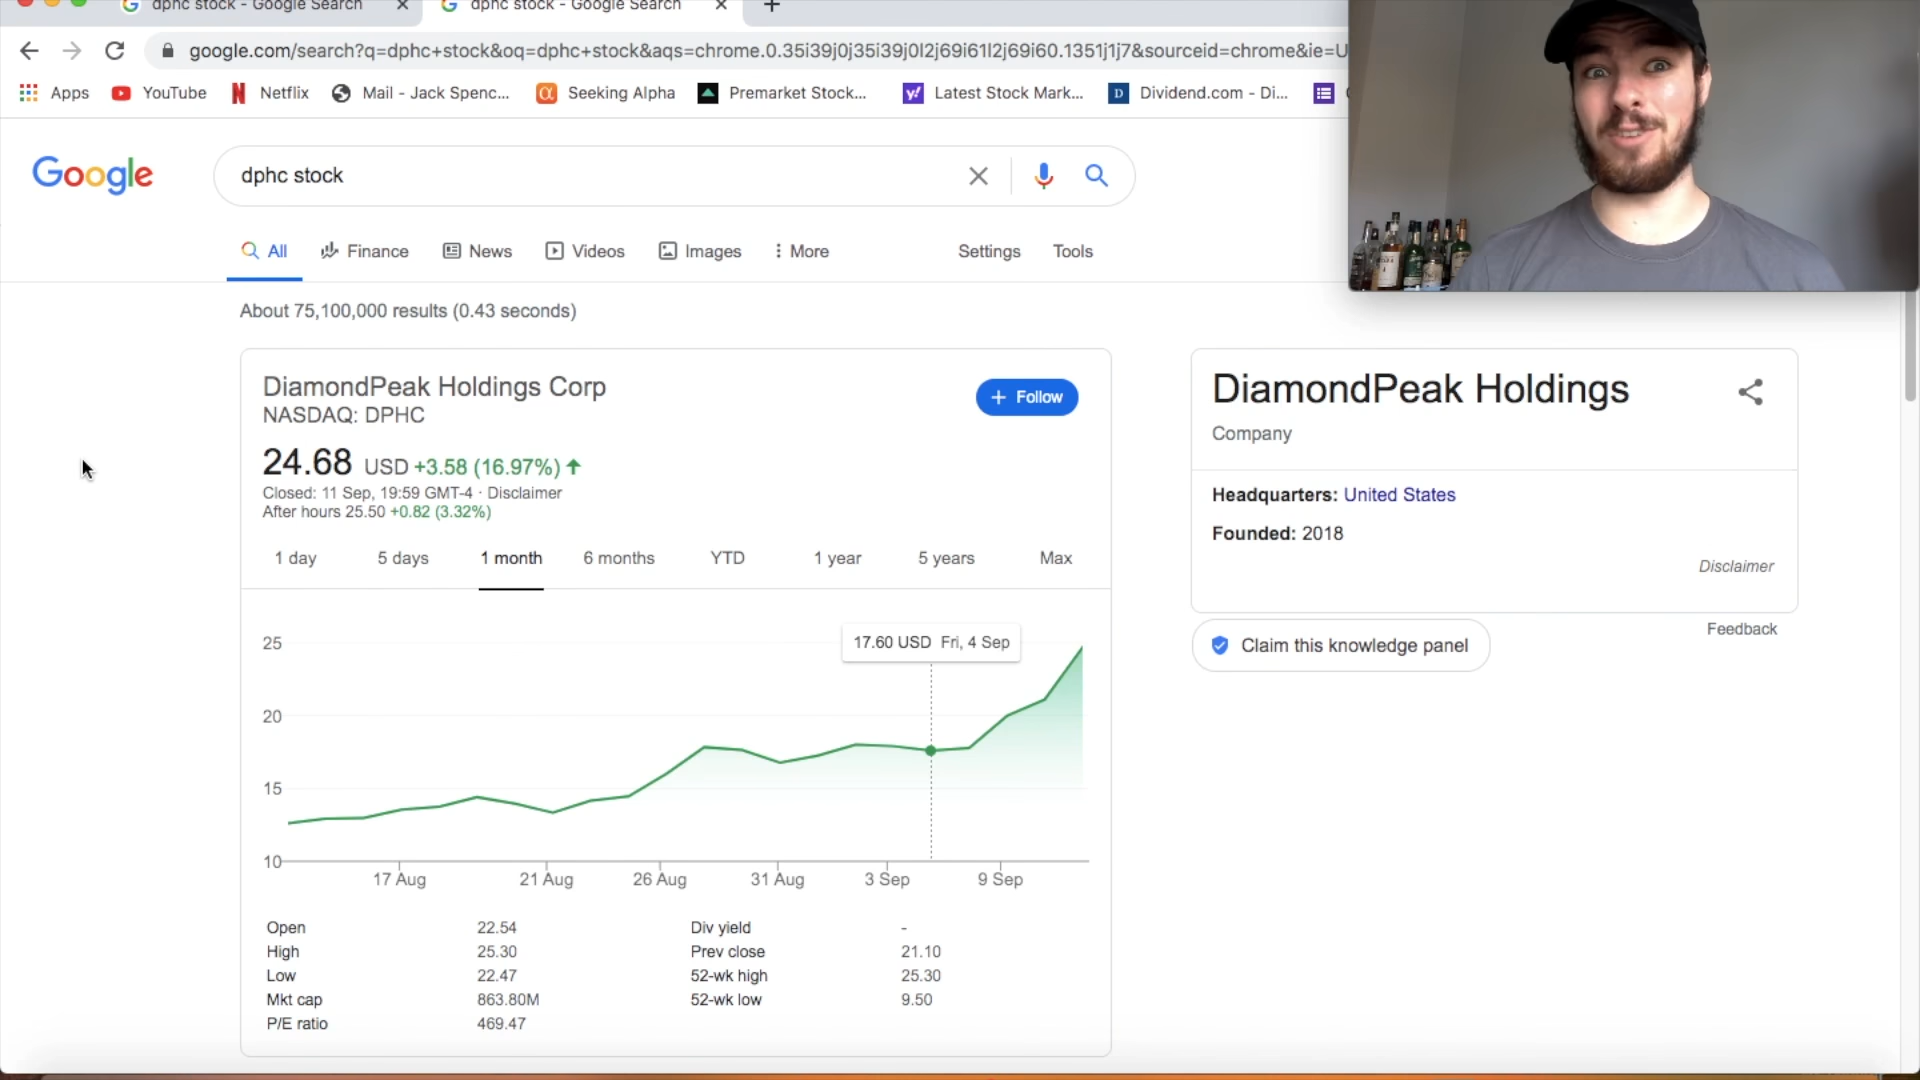 dphc stock - Google Search
dphc stock - Google Search
google.com/search?q=dphc+stock&oq=dphc+stock&aqs=chrome.0.35i39j0j35i39j0l2j69i61l2j69i60.1351j1j7&sourceid=chrome&ie=U
Apps YouTube Netflix Mail - Jack Spenc... Seeking Alpha Premarket Stock... Latest Stock Mark... Dividend.com - Di...
Google
dphc stock
All Finance News Videos Images More Settings Tools
About 75,100,000 results (0.43 seconds)
DiamondPeak Holdings Corp
NASDAQ: DPHC
+ Follow
24.68 USD +3.58 (16.97%)
Closed: 11 Sep, 19:59 GMT-4 · Disclaimer
After hours 25.50 +0.82 (3.32%)
1 day 5 days 1 month 6 months YTD 1 year 5 years Max
17.60 USD Fri, 4 Sep
25
20
15
10
17 Aug 21 Aug 26 Aug 31 Aug 3 Sep 9 Sep
Open 22.54 Div yield -
High 25.30 Prev close 21.10
Low 22.47 52-wk high 25.30
Mkt cap 863.80M 52-wk low 9.50
P/E ratio 469.47
DiamondPeak Holdings
Company
Headquarters: United States
Founded: 2018
Disclaimer
Feedback
Claim this knowledge panel